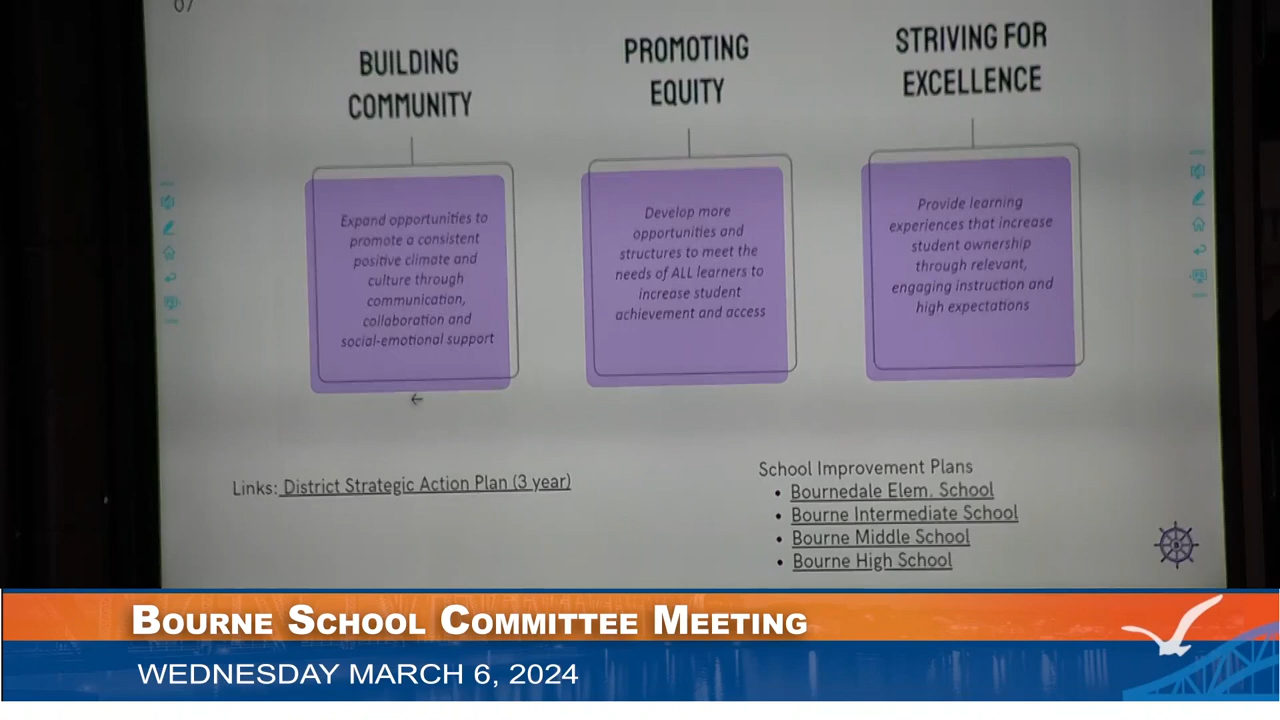 07
BUILDING
COMMUNITY
Expand opportunities to
promote a consistent
positive climate and
culture through
communication,
collaboration and
social-emotional support
PROMOTING
EQUITY
Develop more
opportunities and
structures to meet the
needs of ALL learners to
increase student
achievement and access
STRIVING FOR
EXCELLENCE
Provide learning
experiences that increase
student ownership
through relevant,
engaging instruction and
high expectations
Links: District Strategic Action Plan (3 year)
School Improvement Plans
• Bournedale Elem. School
• Bourne Intermediate School
• Bourne Middle School
• Bourne High School
BOURNE SCHOOL COMMITTEE MEETING
WEDNESDAY MARCH 6, 2024